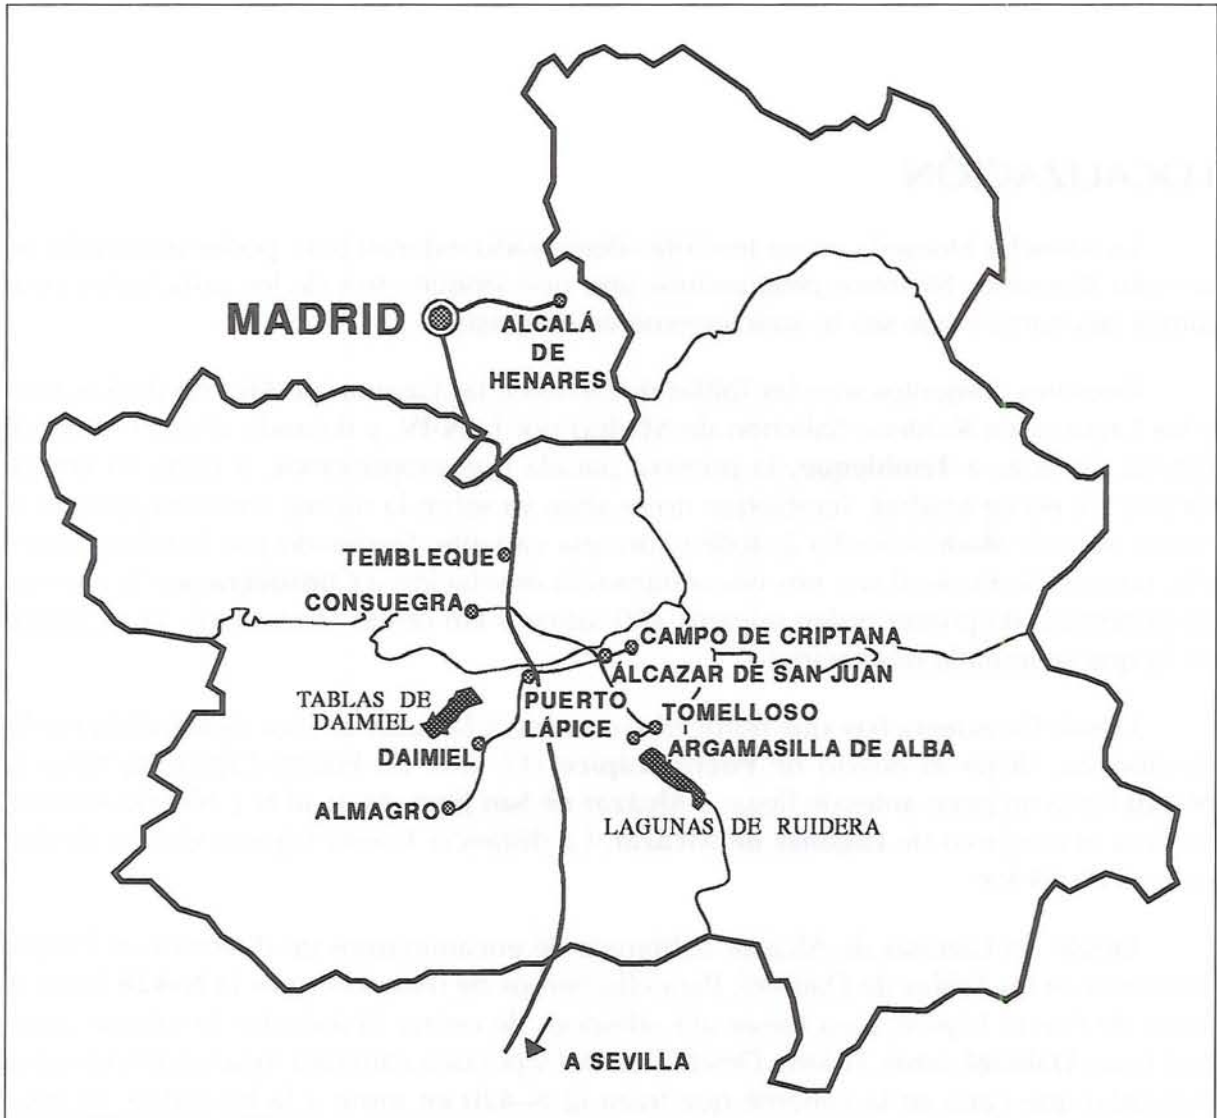 MADRID
ALCALÁ
DE
HENARES
TEMBLEQUE
CONSUEGRA
CAMPO DE CRIPTANA
ÁLCAZAR DE SAN JUAN
TABLAS DE
DAIMIEL
PUERTO
LÁPICE
TOMELLOSO
DAIMIEL
ARGAMASILLA DE ALBA
ALMAGRO
LAGUNAS DE RUIDERA
A SEVILLA